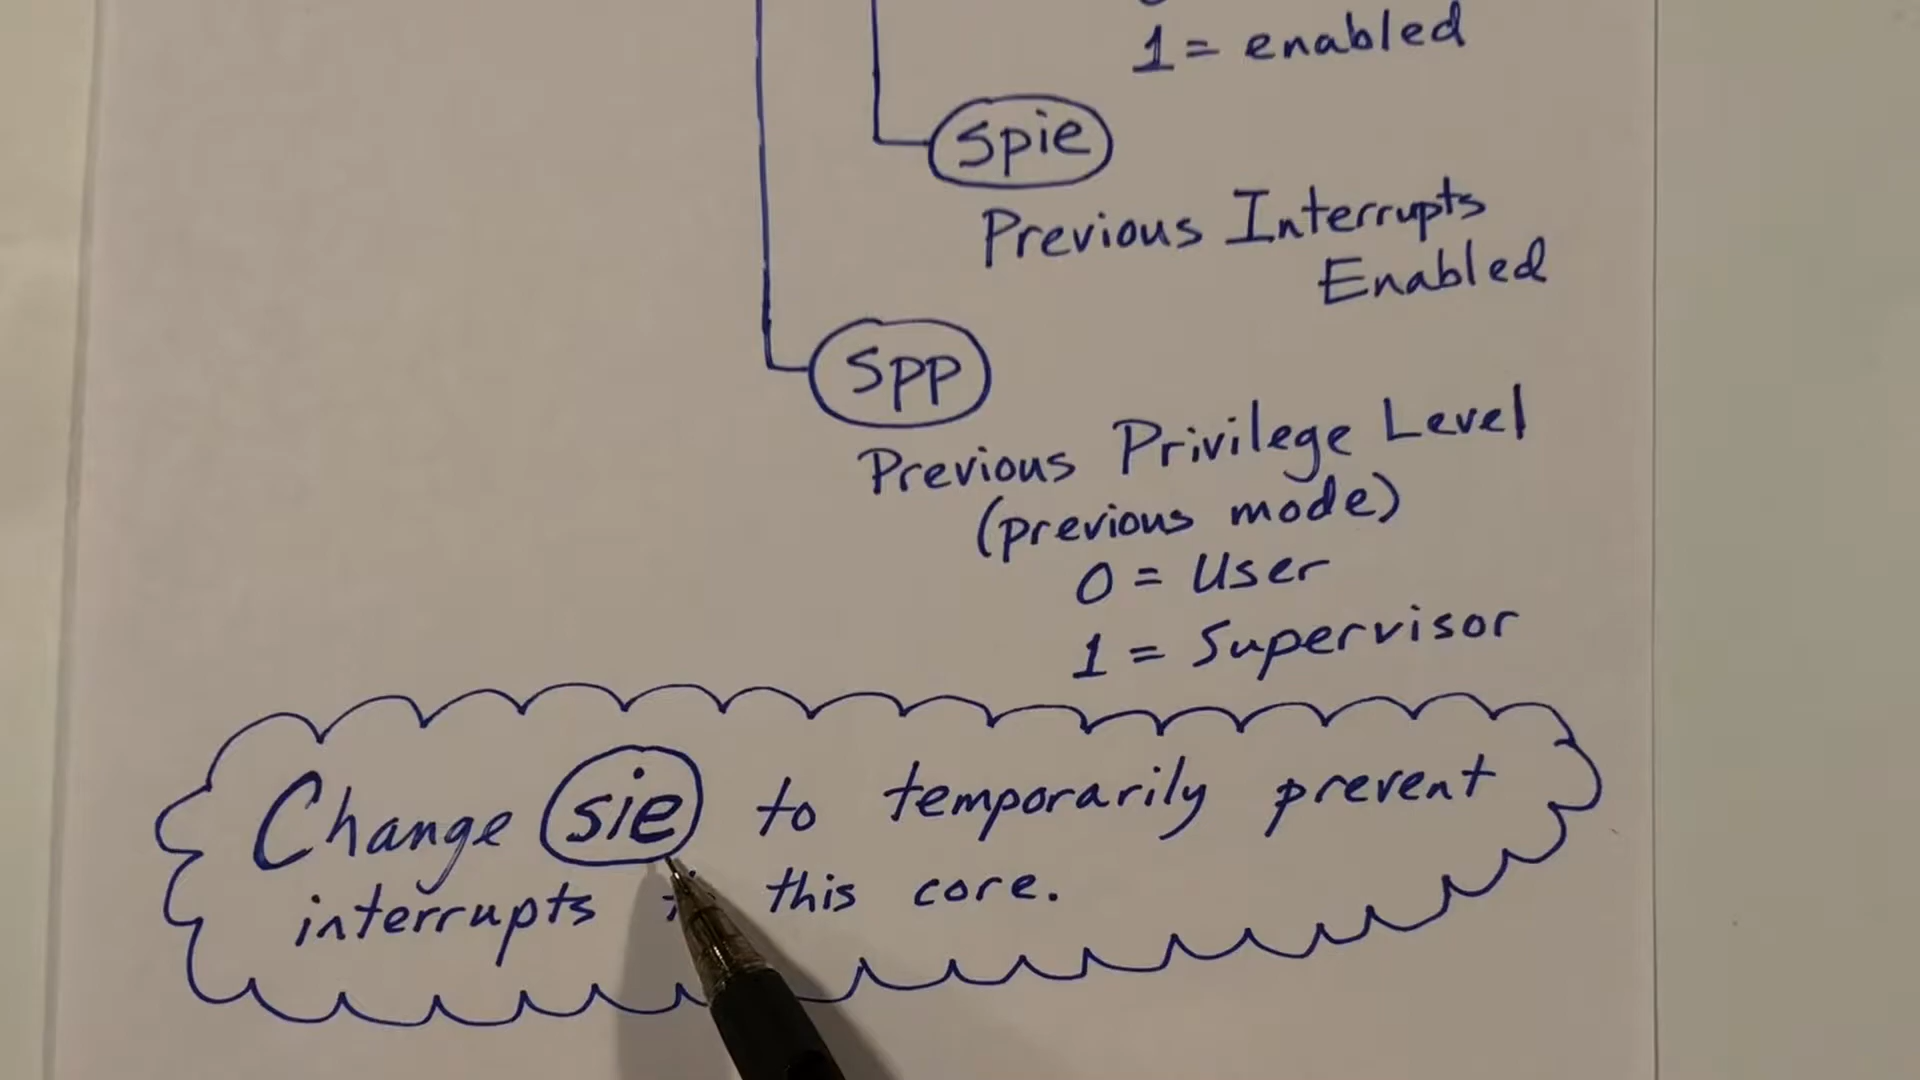 1 = enabled
spie
Previous Interrupts
Enabled
spp
Previous Privilege Level
(previous mode)
0 = User
1 = Supervisor
Change sie to temporarily prevent
interrupts this core.